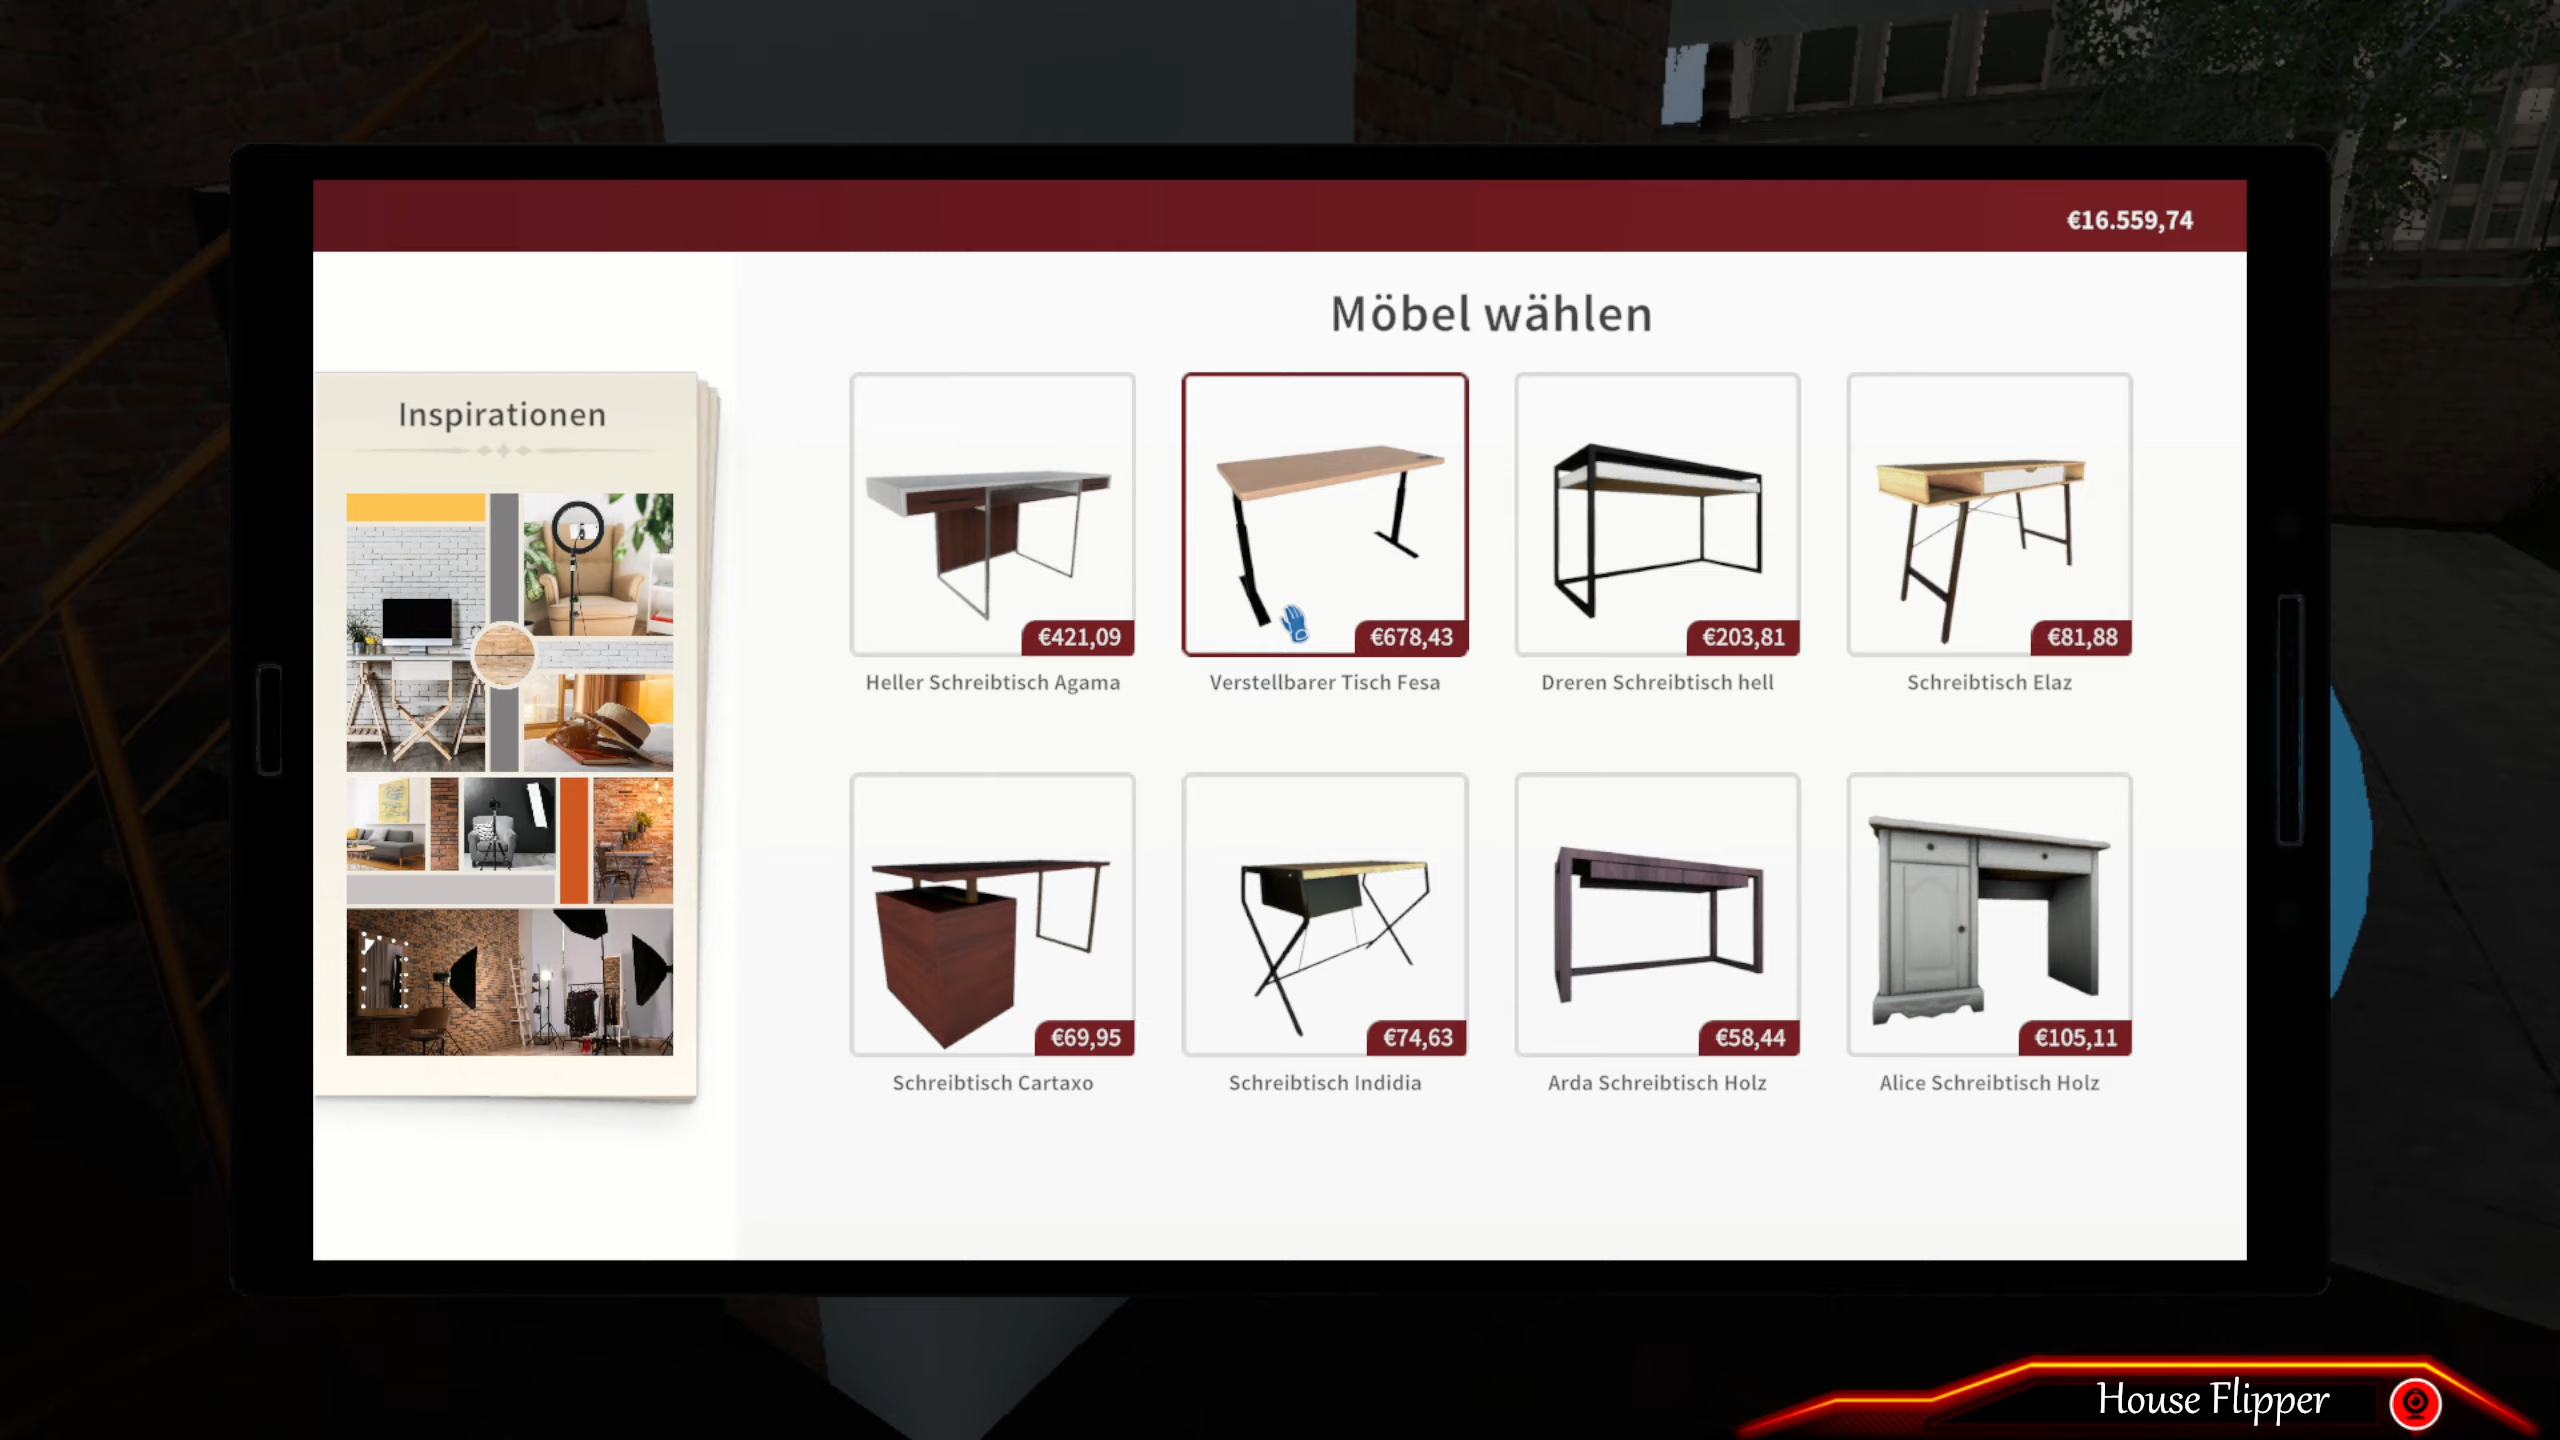 €16.559,74
Möbel wählen
Inspirationen
€421,09
€678,43
€203,81
€81,88
Heller Schreibtisch Agama
Verstellbarer Tisch Fesa
Dreren Schreibtisch hell
Schreibtisch Elaz
€69,95
€74,63
€58,44
€105,11
Schreibtisch Cartaxo
Schreibtisch Indidia
Arda Schreibtisch Holz
Alice Schreibtisch Holz
House Flipper